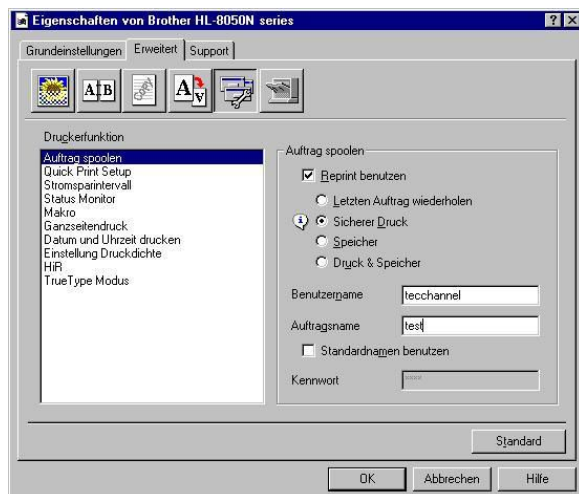 Eigenschaften von Brother HL-8050N series
Grundeinstellungen Erweitert Support
A B
A A
Druckerfunktion
Auftrag spoolen
Quick Print Setup
Stromsparintervall
Status Monitor
Makro
Ganzseitendruck
Datum und Uhrzeit drucken
Einstellung Druckdichte
HiR
TrueType Modus
Auftrag spoolen
Reprint benutzen
Letzten Auftrag wiederholen
Sicherer Druck
Speicher
Druck & Speicher
Benutzername tecchannel
Auftragsname test
Standardnamen benutzen
Kennwort ****
Standard
OK Abbrechen Hilfe